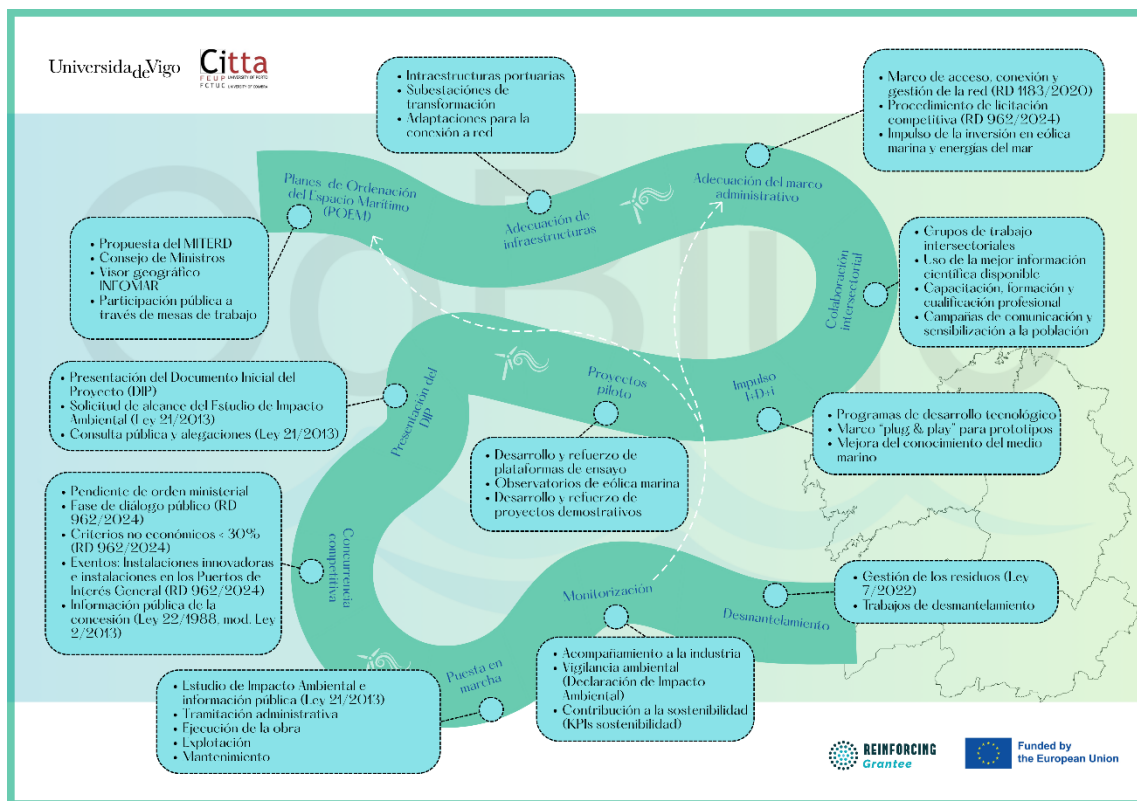 Universida de Vigo
Citta
FEUP UNIVERSITY OF PORTO
FCTUC UNIVERSITY OF COIMBRA
• Intraestructuras portuarias
• Subestaciónes de
transformación
• Adaptaciones para la
conexión a red
• Marco de acceso, conexión y
gestión de la red (RD 1183/2020)
• Procedimiento de licitación
competitiva (RD 962/2024)
• Impulso de la inversión en eólica
marina y energías del mar
Planes de Ordenación
del Espacio Marítimo
(POEM)
Adecuación de
infraestructuras
Adecuación del marco
administrativo
• Propuesta del MITERD
• Consejo de Ministros
• Visor geográfico
INFOMAR
• Participación pública a
través de mesas de trabajo
Colaboración
intersectorial
• Grupos de trabajo
intersectoriales
• Uso de la mejor información
científica disponible
• Capacitación, formación y
cualificación profesional
• Campañas de comunicación y
sensibilización a la población
• Presentación del Documento Inicial del
Proyecto (DIP)
• Solicitud de alcance del Estudio de Impacto
Ambiental (Ley 21/2013)
• Consulta pública y alegaciones (Ley 21/2013)
Presentación del
DIP
Proyectos
piloto
Impulso
I+D+i
• Programas de desarrollo tecnológico
• Marco "plug & play" para prototipos
• Mejora del conocimiento del medio
marino
• Desarrollo y refuerzo de
plataformas de ensayo
• Observatorios de eólica marina
• Desarrollo y refuerzo de
proyectos demostrativos
• Pendiente de orden ministerial
• Fase de diálogo público (RD
962/2024)
• Criterios no económicos < 30%
(RD 962/2024)
• Exentos: Instalaciones innovadoras
e instalaciones en los Puertos de
Interés General (RD 962/2024)
• Información pública de la
concesión (Ley 22/1988, mod. Ley
2/2013)
Concurrencia
competitiva
Monitorización
Desmantelamiento
• Gestión de los residuos (Ley
7/2022)
• Trabajos de desmantelamiento
Puesta en
marcha
• Acompañamiento a la industria
• Vigilancia ambiental
(Declaración de Impacto
Ambiental)
• Contribución a la sostenibilidad
(KPIs sostenibilidad)
• Estudio de Impacto Ambiental e
información pública (Ley 21/2013)
• Tramitación administrativa
• Ejecución de la obra
• Explotación
• Mantenimiento
REINFORCING
Grantee
Funded by
the European Union